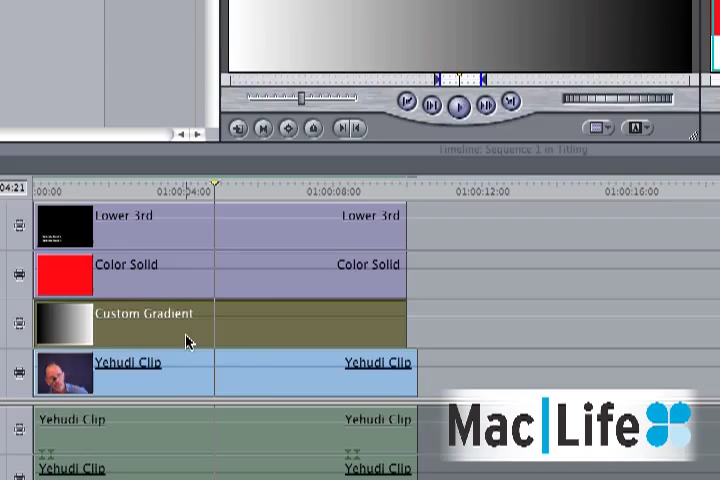 Timeline: Sequence 1 in Titling
04:21
:00:00 01:00:04:00 01:00:08:00 01:00:12:00 01:00:16:00
Lower 3rd Lower 3rd
Color Solid Color Solid
Custom Gradient
Yehudi Clip Yehudi Clip
Yehudi Clip Yehudi Clip
Yehudi Clip Yehudi Clip
Mac|Life